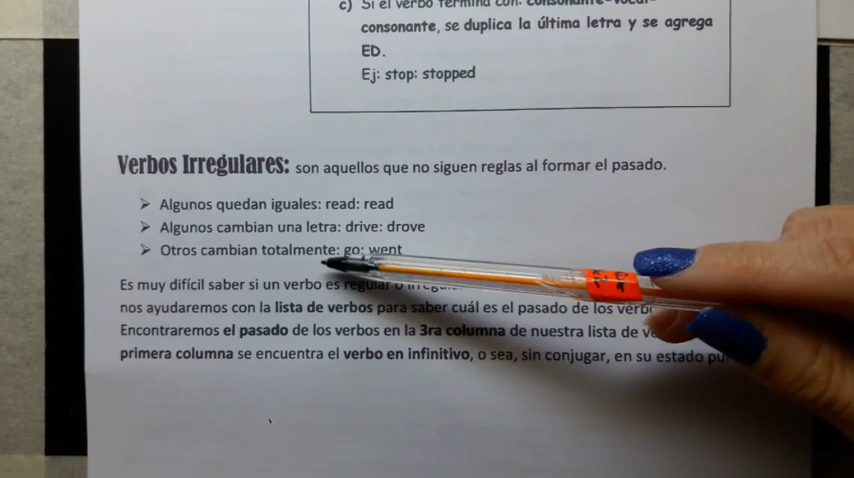 c) Si el verbo termina con: consonante-vocal-
consonante, se duplica la última letra y se agrega
ED.
Ej: stop: stopped
Verbos Irregulares: son aquellos que no siguen reglas al formar el pasado.
➢ Algunos quedan iguales: read: read
➢ Algunos cambian una letra: drive: drove
➢ Otros cambian totalmente: go: went
Es muy difícil saber si un verbo es regular o
nos ayudaremos con la lista de verbos para saber cuál es el pasado de los
Encontraremos el pasado de los verbos en la 3ra columna de nuestra lista de
primera columna se encuentra el verbo en infinitivo, o sea, sin conjugar, en su estado